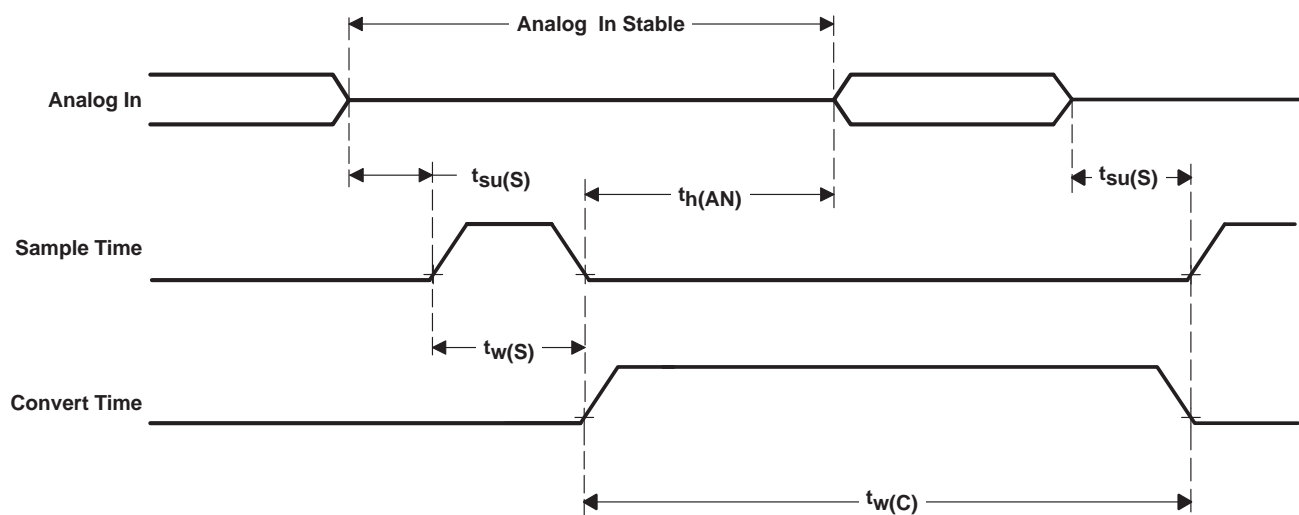 Analog In Stable
Analog In
tsu(S)
th(AN)
tsu(S)
Sample Time
tw(S)
Convert Time
tw(C)